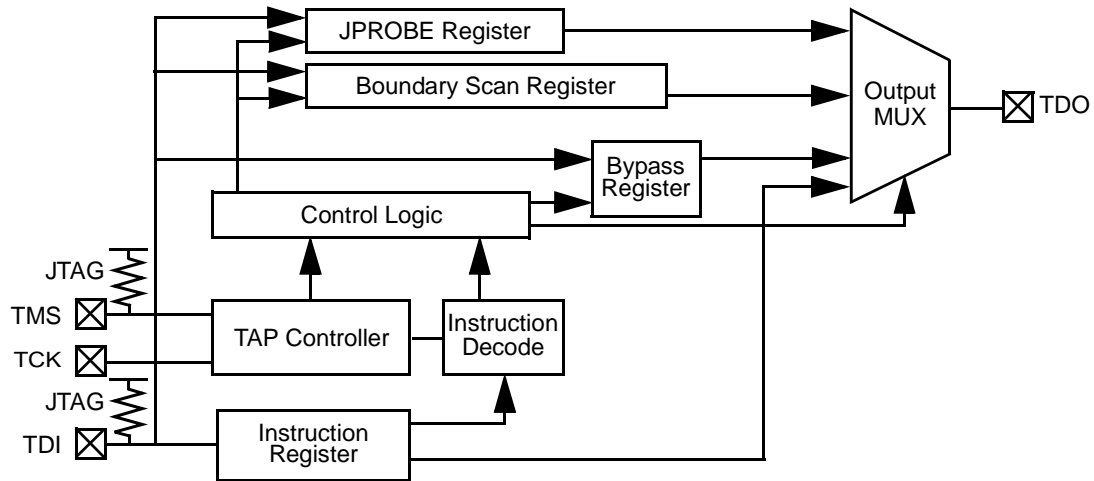 JPROBE Register
Boundary Scan Register
Output
MUX
TDO
Bypass
Register
Control Logic
JTAG
TMS
TAP Controller
Instruction
Decode
TCK
JTAG
TDI
Instruction
Register